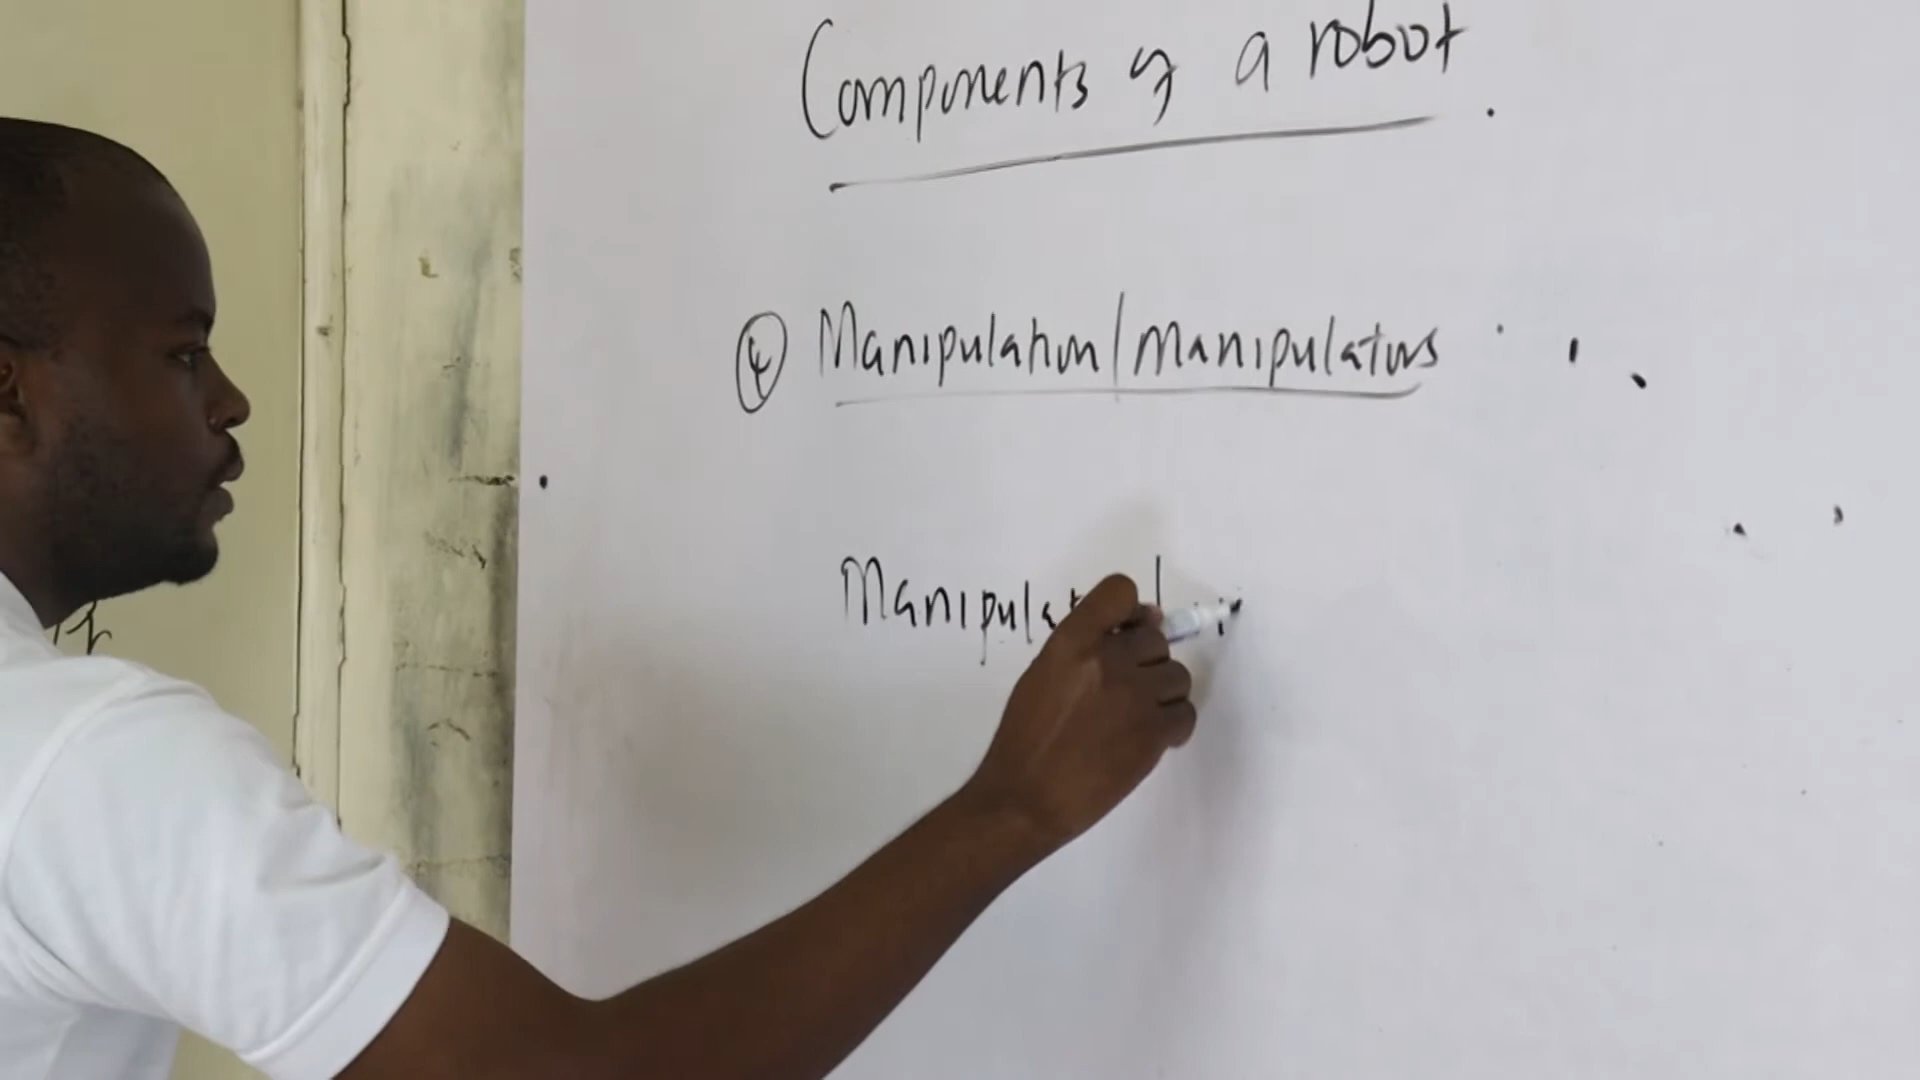 Components of a robot.
④ Manipulation/Manipulators